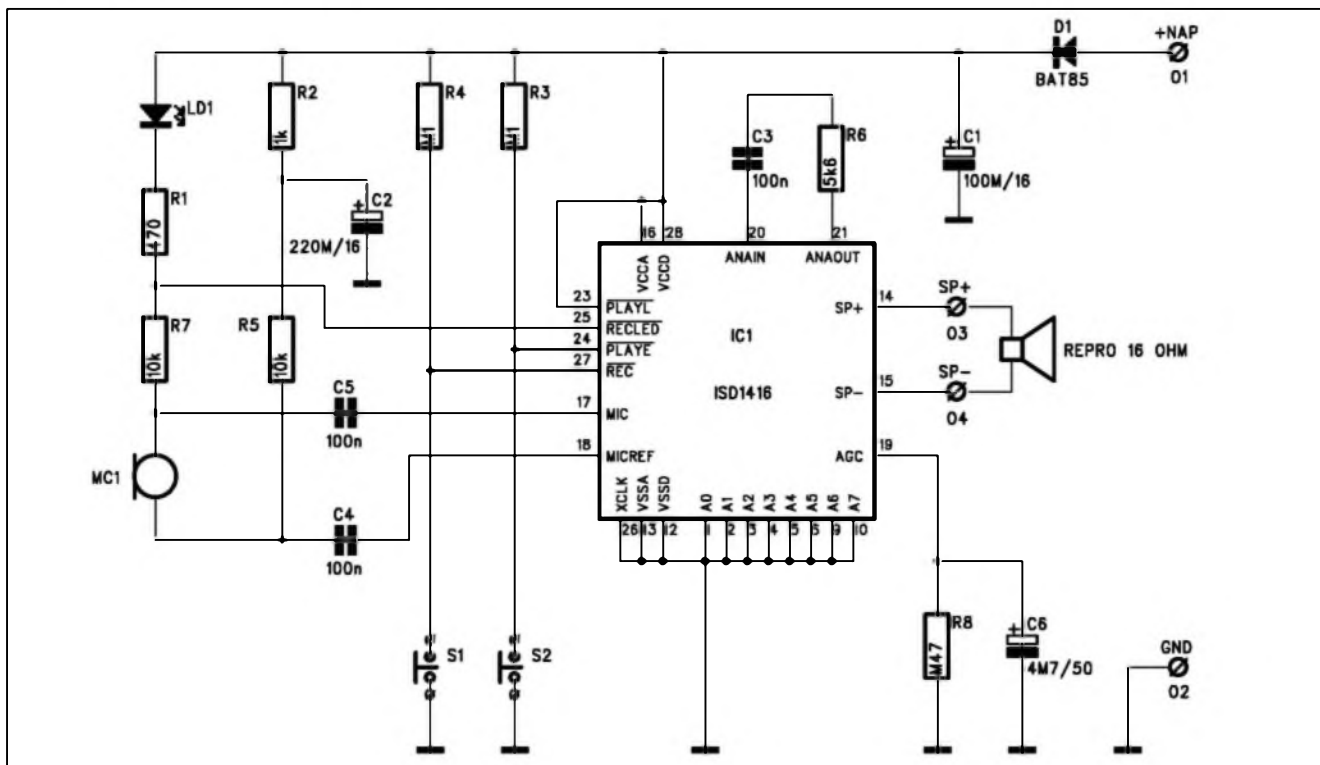 D1
+NAP
BAT85
O1
LD1
R2
1k
R4
M1
R3
M1
C3
100n
R6
5k6
C1
100M/16
R1
470
C2
220M/16
16
28
20
21
VCCA
VCCD
ANAIN
ANAOUT
23
PLAYL
25
RECLED
24
PLAYE
27
REC
17
MIC
18
MICREF
IC1
ISD1416
SP+
14
SP-
15
AGC
19
SP+
O3
SP-
O4
REPRO 16 OHM
R7
10k
R5
10k
C5
100n
MC1
C4
100n
XCLK
VSSA
VSSD
A0
A1
A2
A3
A4
A5
A6
A7
26
13
12
1
2
3
4
5
6
9
10
S1
S2
R8
M47
C6
4M7/50
GND
O2